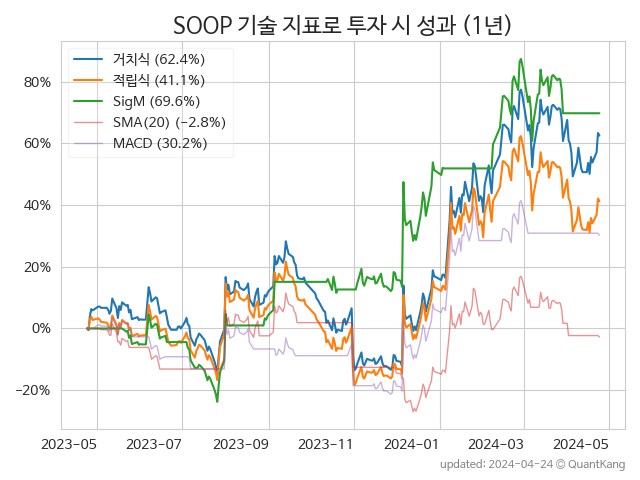 SOOP 기술 지표로 투자 시 성과 (1년)
거치식 (62.4%)
적립식 (41.1%)
SigM (69.6%)
SMA(20) (−2.8%)
MACD (30.2%)
80%
60%
40%
20%
0%
−20%
2023−05 2023−07 2023−09 2023−11 2024−01 2024−03 2024−05
updated: 2024−04−24 © QuantKang